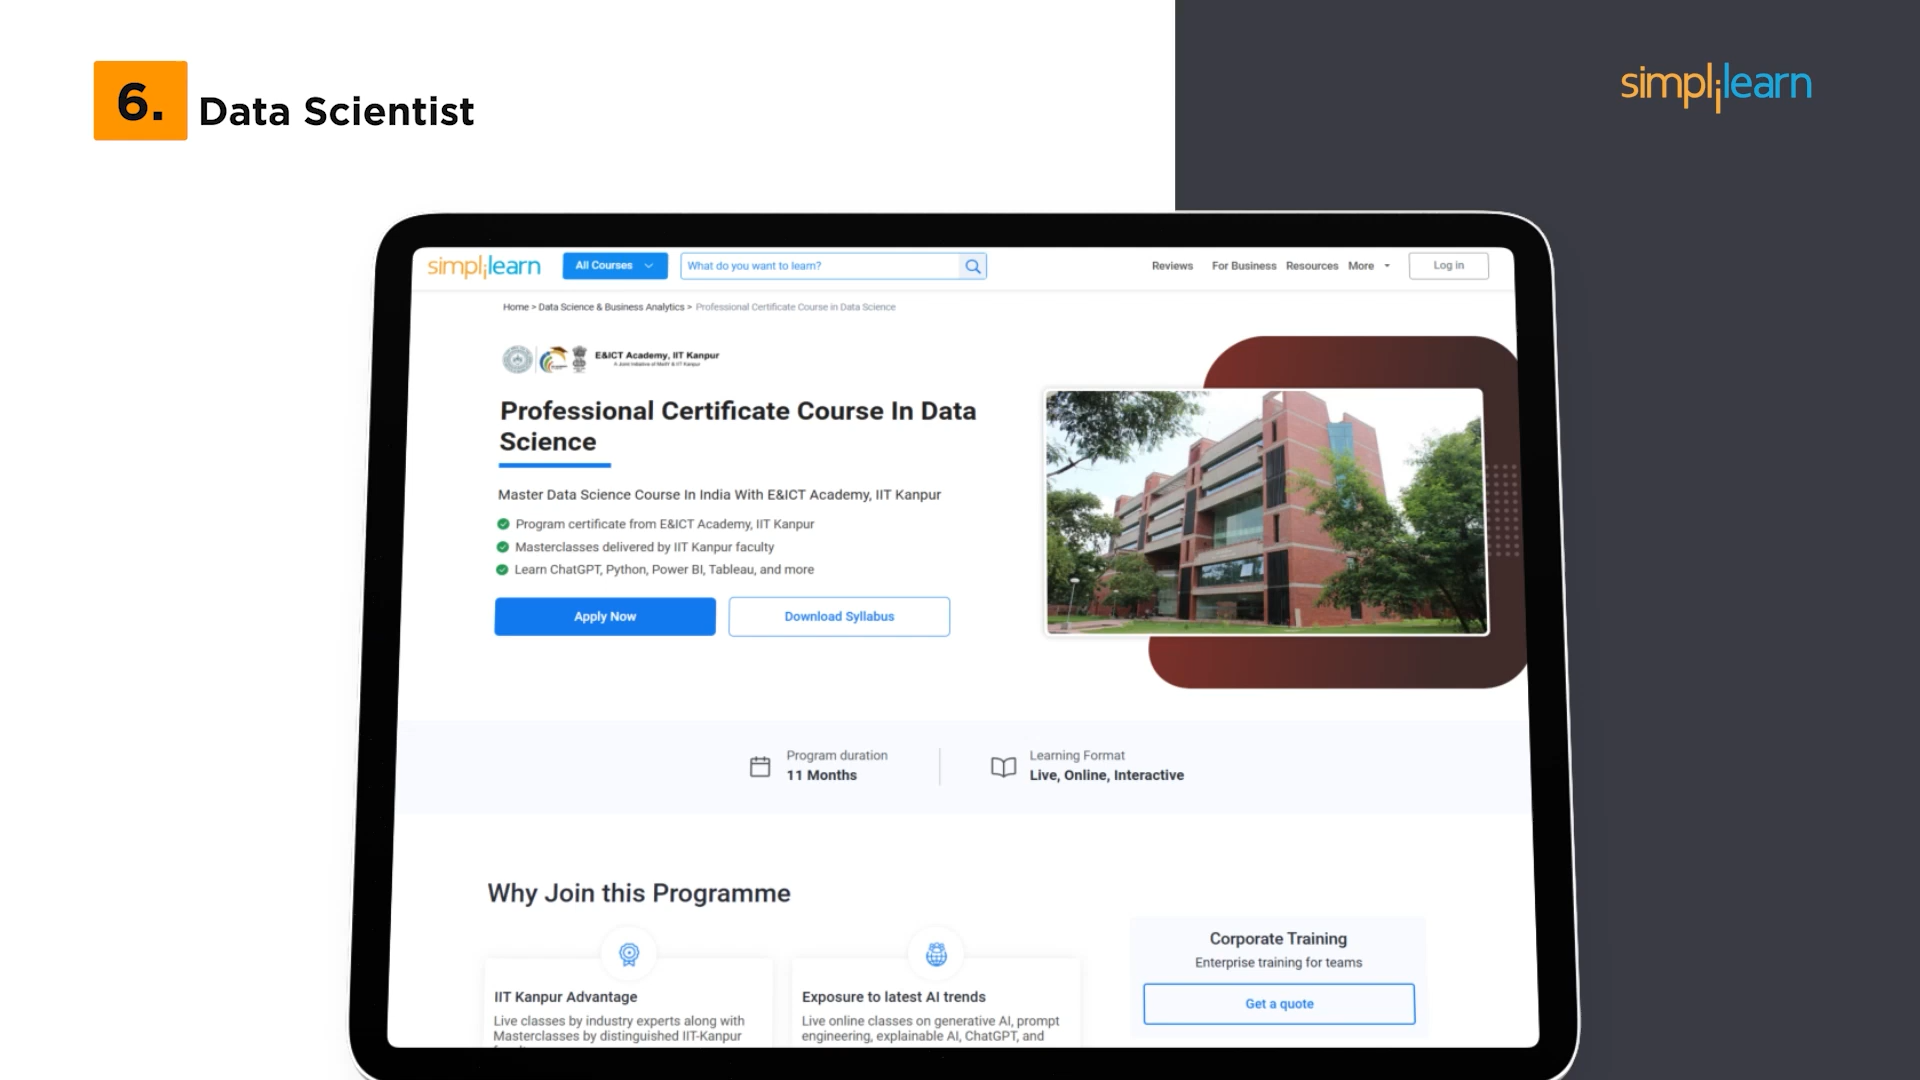 6.
Data Scientist
simplilearn
simplilearn
All Courses
What do you want to learn?
Reviews
For Business
Resources
More
Log in
Home > Data Science & Business Analytics > Professional Certificate Course in Data Science
E&ICT Academy, IIT Kanpur
Professional Certificate Course In Data
Science
Master Data Science Course In India With E&ICT Academy, IIT Kanpur
Program certificate from E&ICT Academy, IIT Kanpur
Masterclasses delivered by IIT Kanpur faculty
Learn ChatGPT, Python, Power BI, Tableau, and more
Apply Now
Download Syllabus
Program duration
11 Months
Learning Format
Live, Online, Interactive
Why Join this Programme
IIT Kanpur Advantage
Live classes by industry experts along with
Masterclasses by distinguished IIT-Kanpur
Exposure to latest AI trends
Live online classes on generative AI, prompt
engineering, explainable AI, ChatGPT, and
Corporate Training
Enterprise training for teams
Get a quote